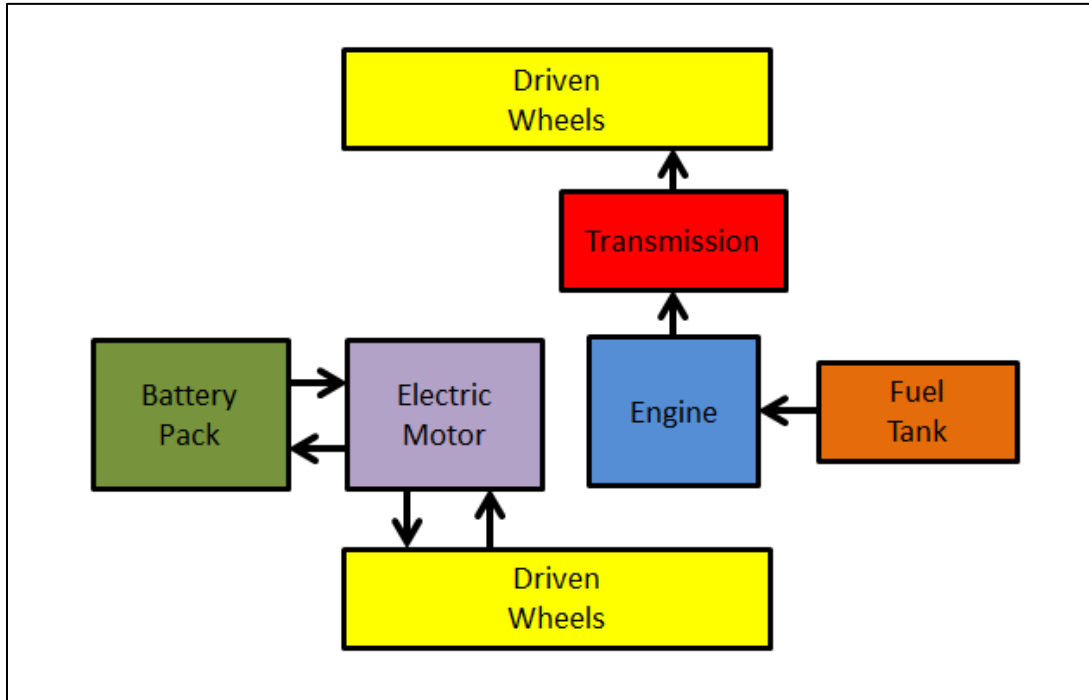 Driven
Wheels
Transmission
Battery
Pack
Electric
Motor
Engine
Fuel
Tank
Driven
Wheels